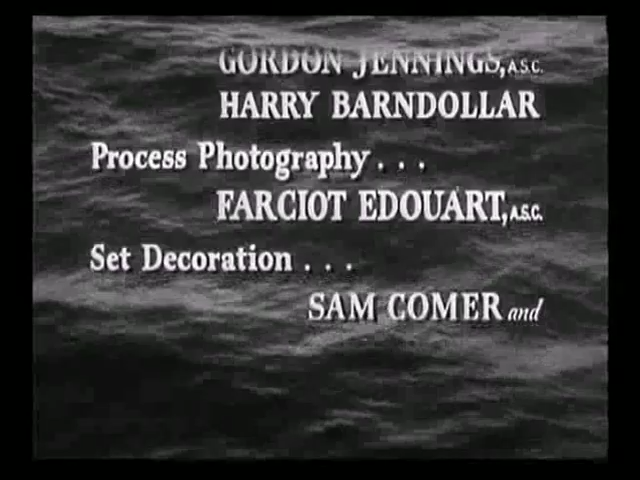 GORDON JENNINGS, A.S.C.
HARRY BARNDOLLAR
Process Photography . . .
FARCIOT EDOUART, A.S.C.
Set Decoration . . .
SAM COMER and